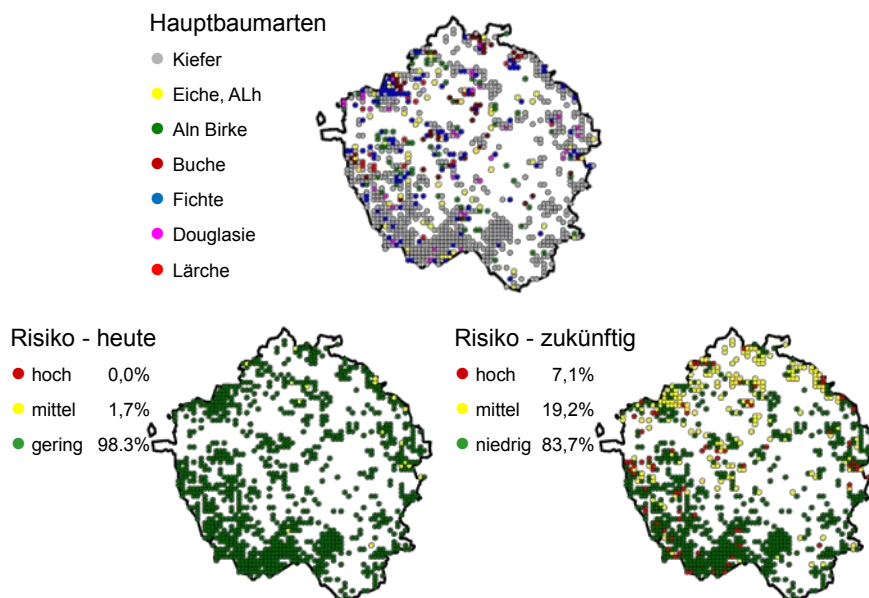 Hauptbaumarten
Kiefer
Eiche, ALh
Aln Birke
Buche
Fichte
Douglasie
Lärche
Risiko - heute
hoch 0,0%
mittel 1,7%
gering 98.3%
Risiko - zukünftig
hoch 7,1%
mittel 19,2%
niedrig 83,7%